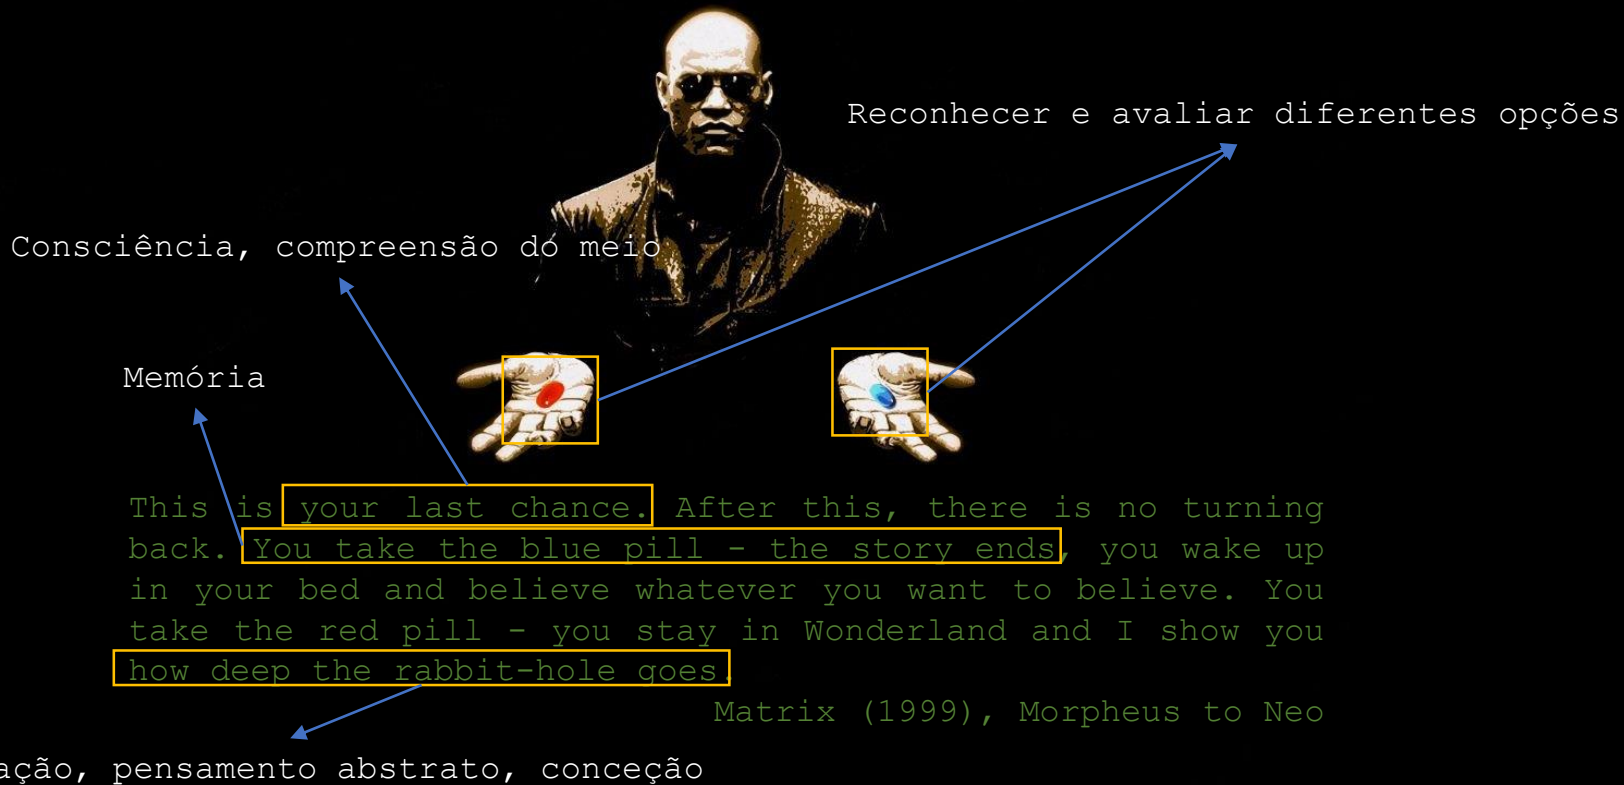 Reconhecer e avaliar diferentes opções
Consciência, compreensão do meio
Memória
This is your last chance. After this, there is no turning
back. You take the blue pill - the story ends, you wake up
in your bed and believe whatever you want to believe. You
take the red pill - you stay in Wonderland and I show you
how deep the rabbit-hole goes.
Matrix (1999), Morpheus to Neo
pensamento abstrato, conceção